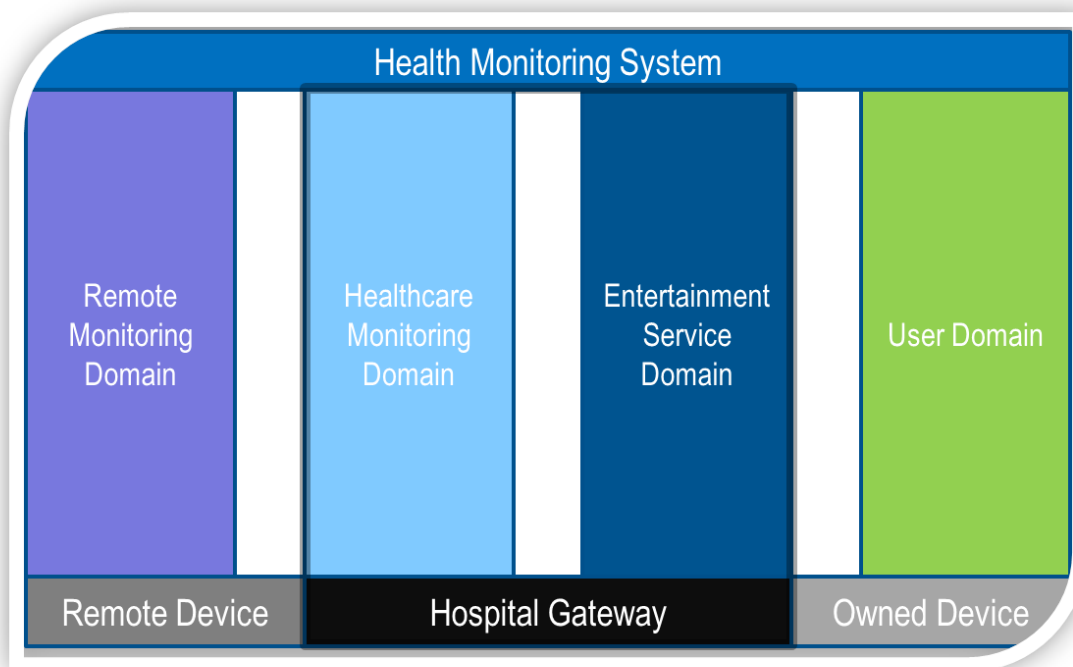 Health Monitoring System
Remote
Monitoring
Domain
Healthcare
Monitoring
Domain
Entertainment
Service
Domain
User Domain
Remote Device
Hospital Gateway
Owned Device